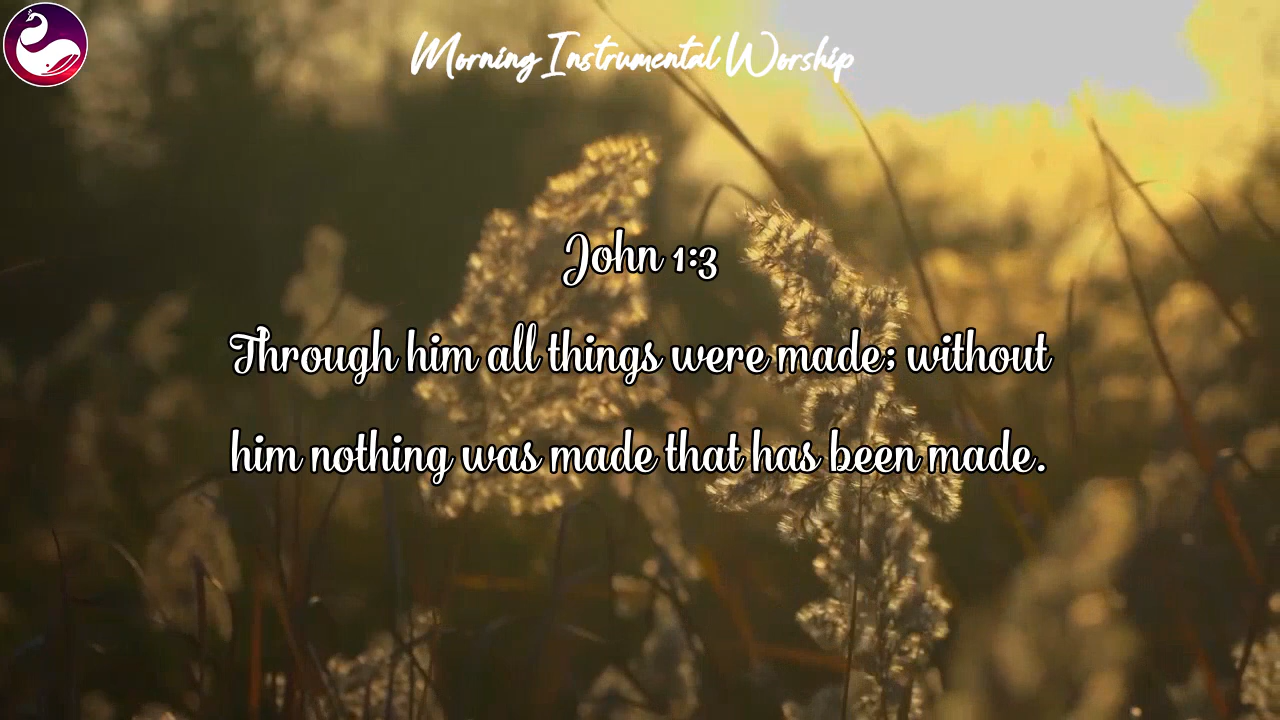 Morning Instrumental Worship
John 1:3
Through him all things were made; without
him nothing was made that has been made.